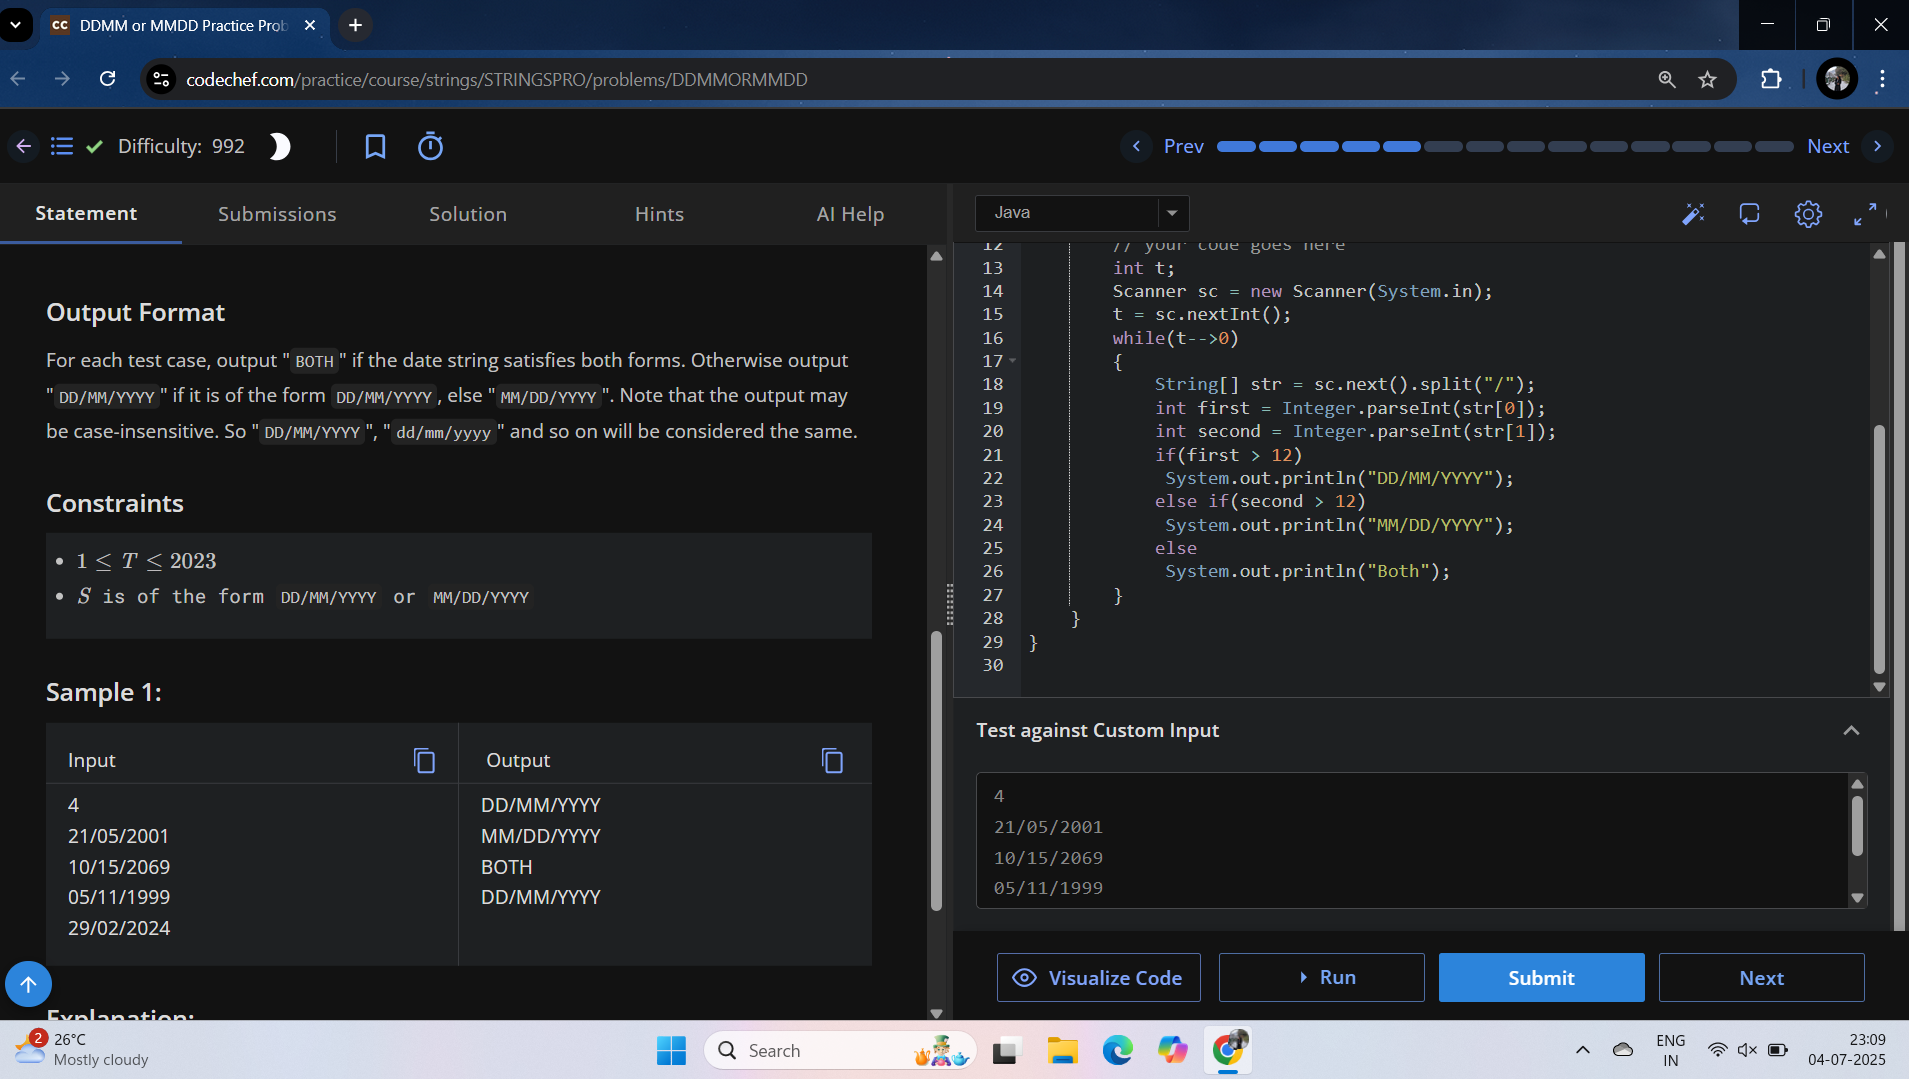 DDMM or MMDD Practice Prob
codechef.com/practice/course/strings/STRINGSPRO/problems/DDMMORMMDD
Difficulty: 992
Prev
Next
Statement
Submissions
Solution
Hints
AI Help
Output Format
For each test case, output "BOTH" if the date string satisfies both forms. Otherwise output
"DD/MM/YYYY" if it is of the form DD/MM/YYYY, else "MM/DD/YYYY". Note that the output may
be case-insensitive. So "DD/MM/YYYY", "dd/mm/yyyy" and so on will be considered the same.
Constraints
• 1 ≤ T ≤ 2023
• S is of the form DD/MM/YYYY or MM/DD/YYYY
Sample 1:
Input
4
21/05/2001
10/15/2069
05/11/1999
29/02/2024
Output
DD/MM/YYYY
MM/DD/YYYY
BOTH
DD/MM/YYYY
Explanation:
Java
12 // your code goes here
13 int t;
14 Scanner sc = new Scanner(System.in);
15 t = sc.nextInt();
16 while(t-->0)
17 {
18 String[] str = sc.next().split("/");
19 int first = Integer.parseInt(str[0]);
20 int second = Integer.parseInt(str[1]);
21 if(first > 12)
22 System.out.println("DD/MM/YYYY");
23 else if(second > 12)
24 System.out.println("MM/DD/YYYY");
25 else
26 System.out.println("Both");
27 }
28 }
29 }
30
Test against Custom Input
4
21/05/2001
10/15/2069
05/11/1999
Visualize Code
Run
Submit
Next
2
26°C
Mostly cloudy
Search
ENG
IN
23:09
04-07-2025